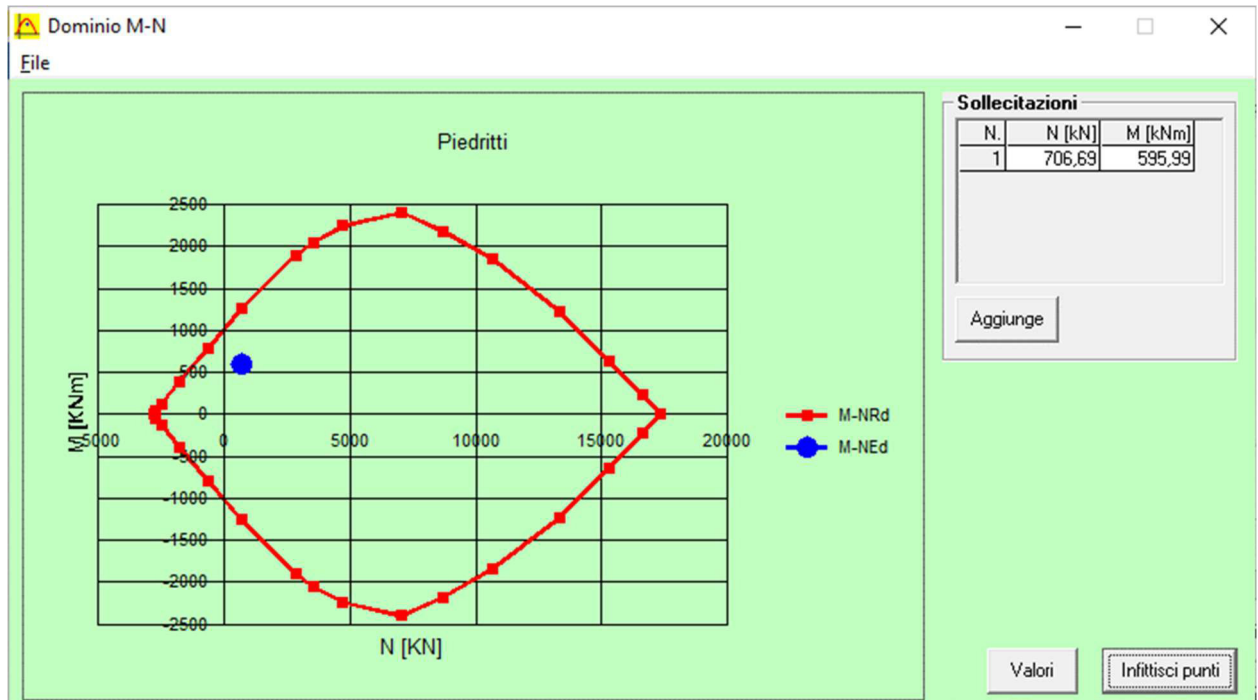 Dominio M-N
File
Piedritti
2500
2000
1500
1000
500
0
-500
-1000
-1500
-2000
-2500
M [KNm]
-5000 0 5000 10000 15000 20000
N [KN]
M-NRd
M-NEd
Sollecitazioni
N. N [kN] M [kNm]
1 706,69 595,99
Aggiunge
Valori Infittisci punti